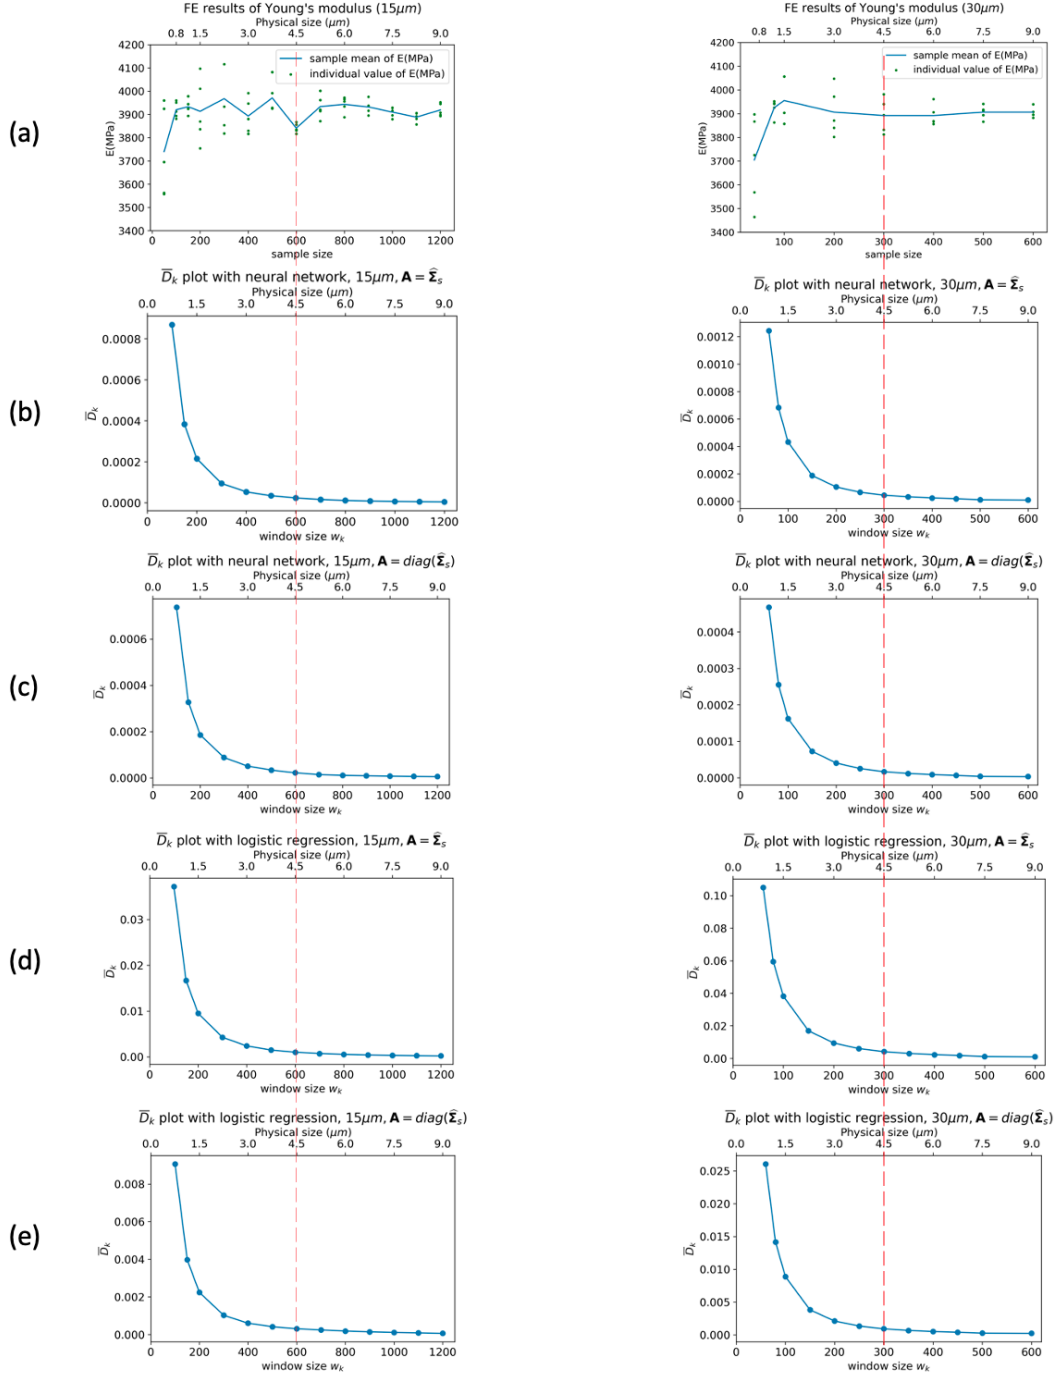 FE results of Young's modulus (15μm)
Physical size (μm)
0.8 1.5 3.0 4.5 6.0 7.5 9.0
4200
4100
4000
3900
3800
3700
3600
3500
3400
E(MPa)
sample mean of E(MPa)
individual value of E(MPa)
0 200 400 600 800 1000 1200
sample size
FE results of Young's modulus (30μm)
Physical size (μm)
0.8 1.5 3.0 4.5 6.0 7.5 9.0
4200
4100
4000
3900
3800
3700
3600
3500
3400
E(MPa)
sample mean of E(MPa)
individual value of E(MPa)
100 200 300 400 500 600
sample size
(a)
D̅ₖ plot with neural network, 15μm, A = Σ̂ₛ
Physical size (μm)
0.0 1.5 3.0 4.5 6.0 7.5 9.0
0.0008
0.0006
0.0004
0.0002
0.0000
D̅ₖ
0 200 400 600 800 1000 1200
window size wₖ
D̅ₖ plot with neural network, 30μm, A = Σ̂ₛ
Physical size (μm)
0.0 1.5 3.0 4.5 6.0 7.5 9.0
0.0012
0.0010
0.0008
0.0006
0.0004
0.0002
0.0000
D̅ₖ
0 100 200 300 400 500 600
window size wₖ
(b)
D̅ₖ plot with neural network, 15μm, A = diag(Σ̂ₛ)
Physical size (μm)
0.0 1.5 3.0 4.5 6.0 7.5 9.0
0.0006
0.0004
0.0002
0.0000
D̅ₖ
0 200 400 600 800 1000 1200
window size wₖ
D̅ₖ plot with neural network, 30μm, A = diag(Σ̂ₛ)
Physical size (μm)
0.0 1.5 3.0 4.5 6.0 7.5 9.0
0.0004
0.0003
0.0002
0.0001
0.0000
D̅ₖ
0 100 200 300 400 500 600
window size wₖ
(c)
D̅ₖ plot with logistic regression, 15μm, A = Σ̂ₛ
Physical size (μm)
0.0 1.5 3.0 4.5 6.0 7.5 9.0
0.03
0.02
0.01
0.00
D̅ₖ
0 200 400 600 800 1000 1200
window size wₖ
D̅ₖ plot with logistic regression, 30μm, A = Σ̂ₛ
Physical size (μm)
0.0 1.5 3.0 4.5 6.0 7.5 9.0
0.10
0.08
0.06
0.04
0.02
0.00
D̅ₖ
0 100 200 300 400 500 600
window size wₖ
(d)
D̅ₖ plot with logistic regression, 15μm, A = diag(Σ̂ₛ)
Physical size (μm)
0.0 1.5 3.0 4.5 6.0 7.5 9.0
0.008
0.006
0.004
0.002
0.000
D̅ₖ
0 200 400 600 800 1000 1200
window size wₖ
D̅ₖ plot with logistic regression, 30μm, A = diag(Σ̂ₛ)
Physical size (μm)
0.0 1.5 3.0 4.5 6.0 7.5 9.0
0.025
0.020
0.015
0.010
0.005
0.000
D̅ₖ
0 100 200 300 400 500 600
window size wₖ
(e)